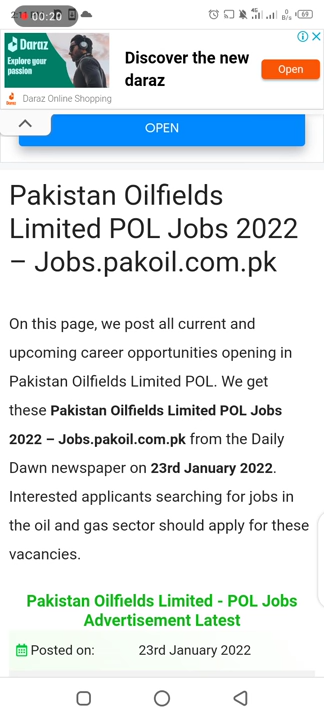 00:20
4G
0
B/s
69
Daraz
Explore your
passion
Discover the new
daraz
Open
Daraz Online Shopping
OPEN
Pakistan Oilfields
Limited POL Jobs 2022
– Jobs.pakoil.com.pk
On this page, we post all current and
upcoming career opportunities opening in
Pakistan Oilfields Limited POL. We get
these Pakistan Oilfields Limited POL Jobs
2022 – Jobs.pakoil.com.pk from the Daily
Dawn newspaper on 23rd January 2022.
Interested applicants searching for jobs in
the oil and gas sector should apply for these
vacancies.
Pakistan Oilfields Limited - POL Jobs
Advertisement Latest
Posted on: 23rd January 2022